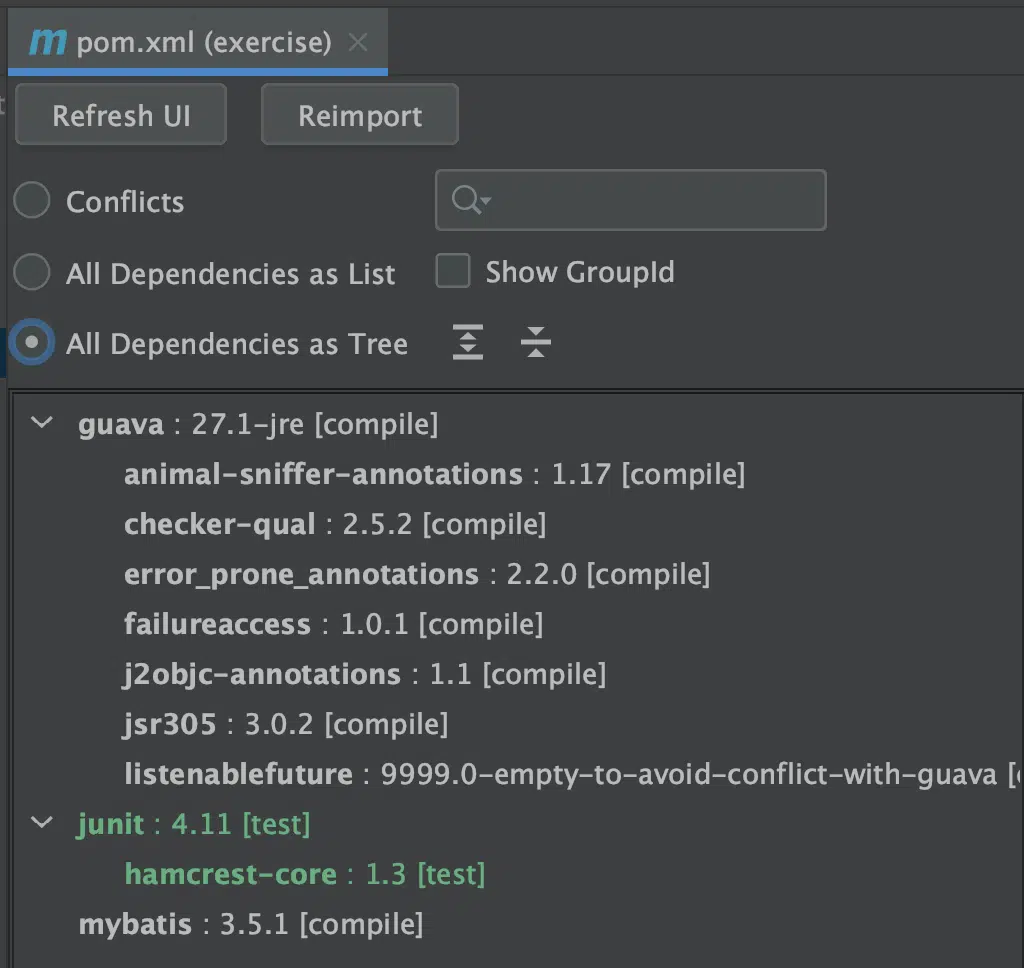 m pom.xml (exercise)
Refresh UI Reimport
Conflicts
All Dependencies as List Show GroupId
All Dependencies as Tree
guava : 27.1-jre [compile]
animal-sniffer-annotations : 1.17 [compile]
checker-qual : 2.5.2 [compile]
error_prone_annotations : 2.2.0 [compile]
failureaccess : 1.0.1 [compile]
j2objc-annotations : 1.1 [compile]
jsr305 : 3.0.2 [compile]
listenablefuture : 9999.0-empty-to-avoid-conflict-with-guava [
junit : 4.11 [test]
hamcrest-core : 1.3 [test]
mybatis : 3.5.1 [compile]